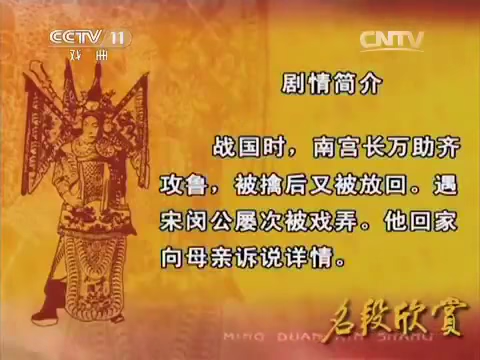 CCTV 11
戏曲
CNTV
剧情简介
战国时，南宫长万助齐
攻鲁，被擒后又被放回。遇
宋闵公屡次被戏弄。他回家
向母亲诉说详情。
名段欣赏
MING DUAN XIN SHANG